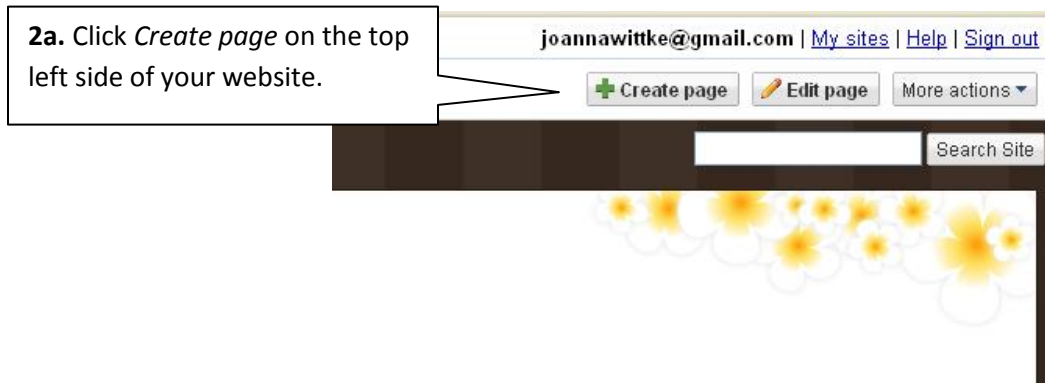 2a. Click Create page on the top
left side of your website.
joannawittke@gmail.com | My sites | Help | Sign out
Create page Edit page More actions
Search Site